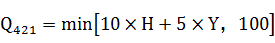 Q₄₂₁ = min[10 × H + 5 × Y, 100]